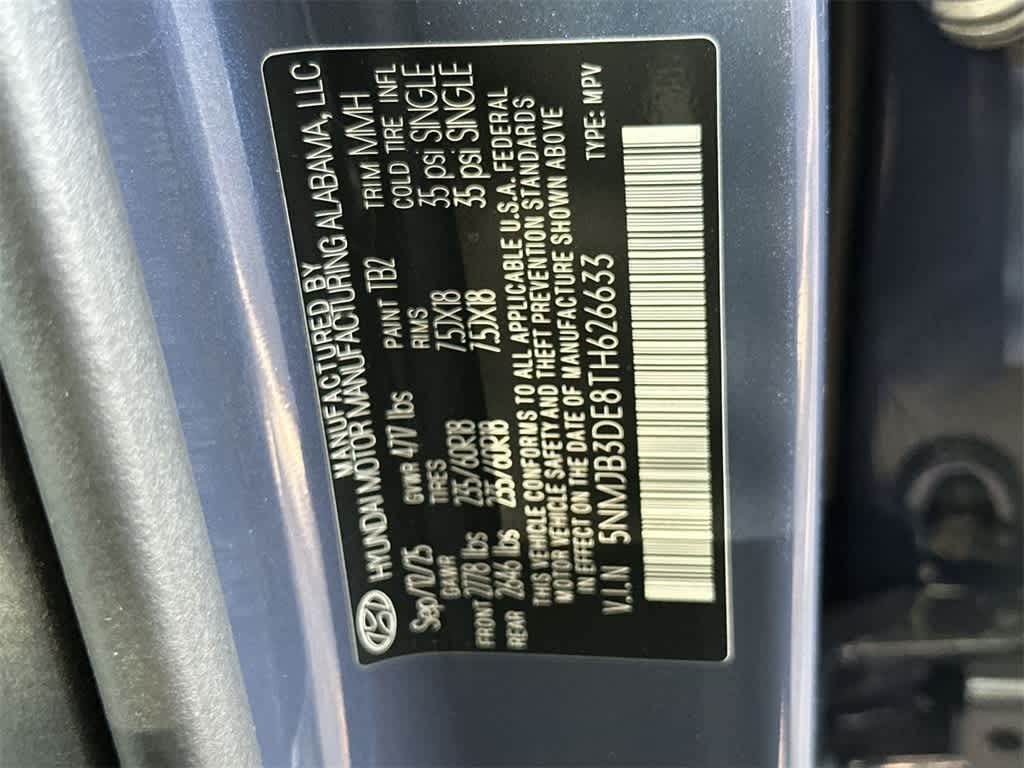 MANUFACTURED BY
HYUNDAI MOTOR MANUFACTURING ALABAMA, LLC
Sep/12/25 GVWR 4717 lbs PAINT TB2 TRIM MMH
GAWR TIRES RIMS COLD TIRE INFL
FRONT 2778 lbs 235/60R18 7.5JX18 35 psi SINGLE
REAR 2646 lbs 235/60R18 7.5JX18 35 psi SINGLE
THIS VEHICLE CONFORMS TO ALL APPLICABLE U.S.A. FEDERAL
MOTOR VEHICLE SAFETY AND THEFT PREVENTION STANDARDS
IN EFFECT ON THE DATE OF MANUFACTURE SHOWN ABOVE
V.I.N 5NMJB3DE8TH626633 TYPE: MPV